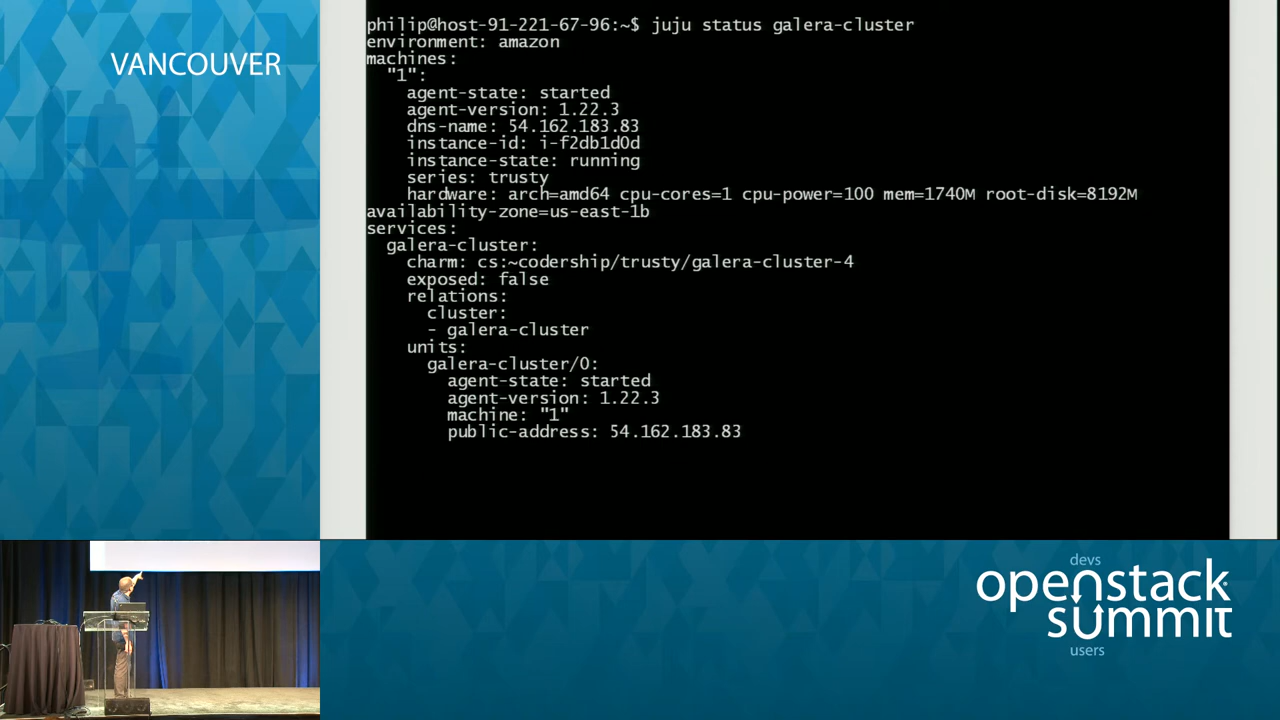 VANCOUVER
philip@host-91-221-67-96:~$ juju status galera-cluster
environment: amazon
machines:
"1":
agent-state: started
agent-version: 1.22.3
dns-name: 54.162.183.83
instance-id: i-f2db1d0d
instance-state: running
series: trusty
hardware: arch=amd64 cpu-cores=1 cpu-power=100 mem=1740M root-disk=8192M
availability-zone=us-east-1b
services:
galera-cluster:
charm: cs:~codership/trusty/galera-cluster-4
exposed: false
relations:
cluster:
- galera-cluster
units:
galera-cluster/0:
agent-state: started
agent-version: 1.22.3
machine: "1"
public-address: 54.162.183.83
devs
openstack
summit
users